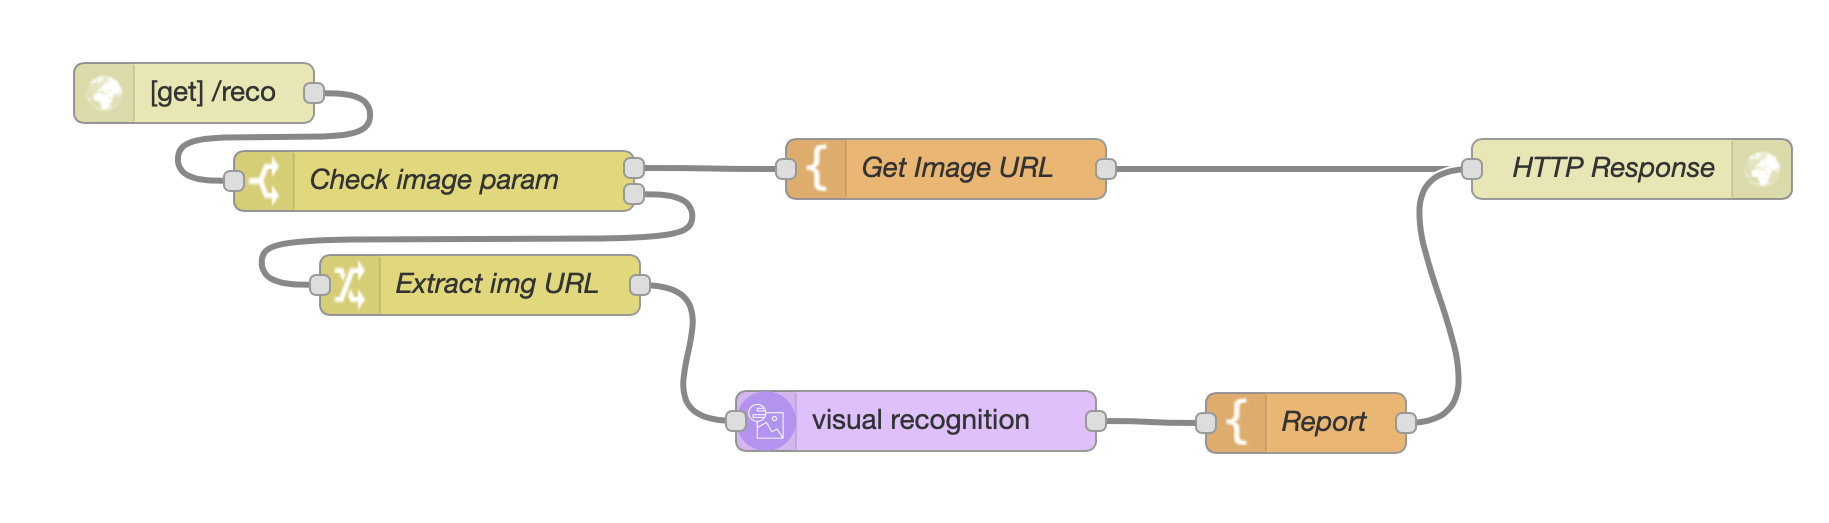 [get] /reco
Check image param
Get Image URL
HTTP Response
Extract img URL
visual recognition
Report